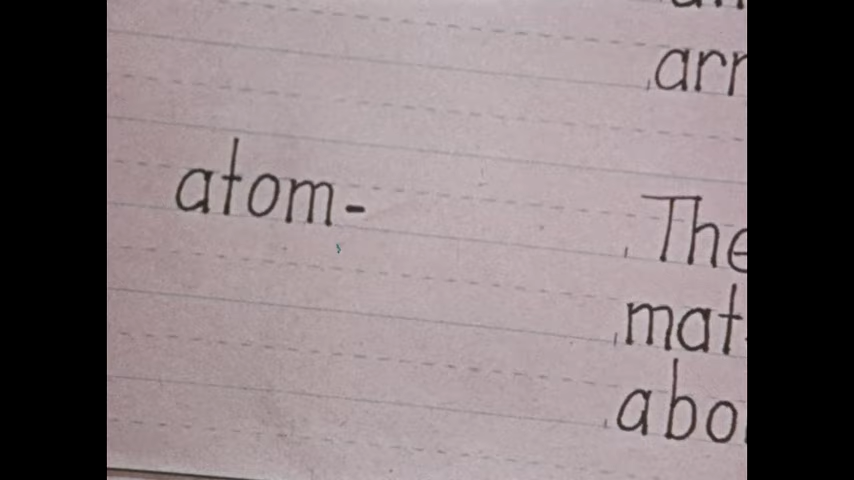 arr
atom-
The
mat
abo